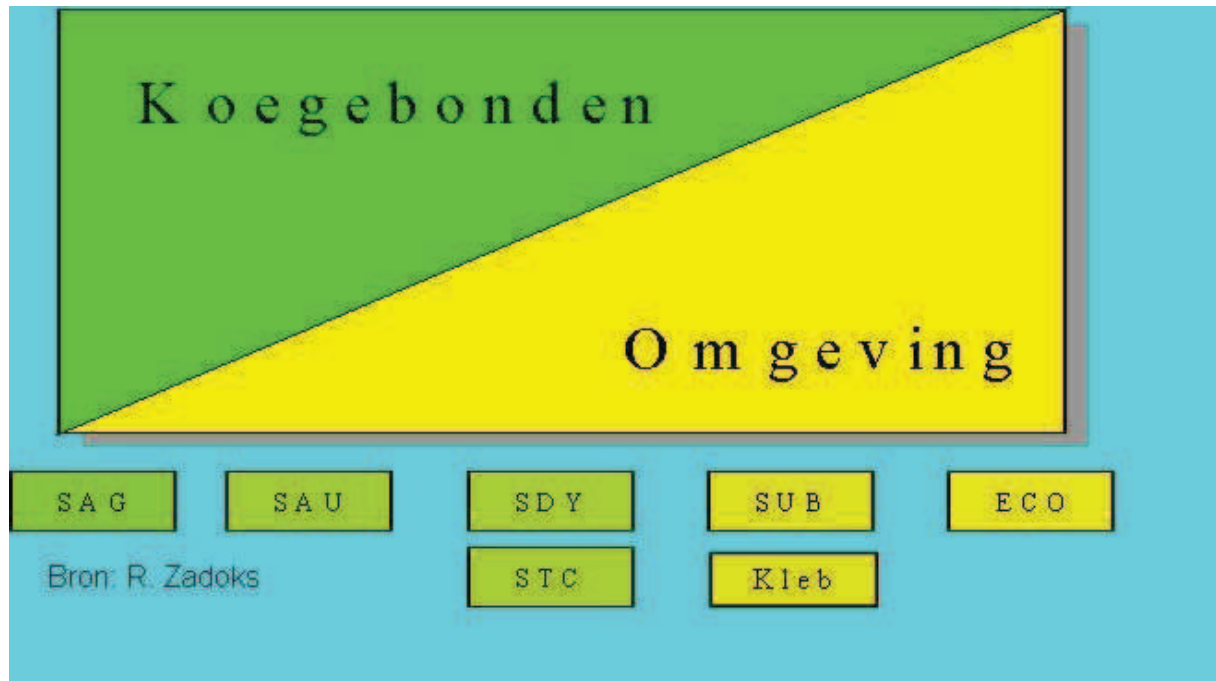 Koegebonden
Omgeving
SAG SAU SDY SUB ECO
STC Kleb
Bron: R. Zadoks